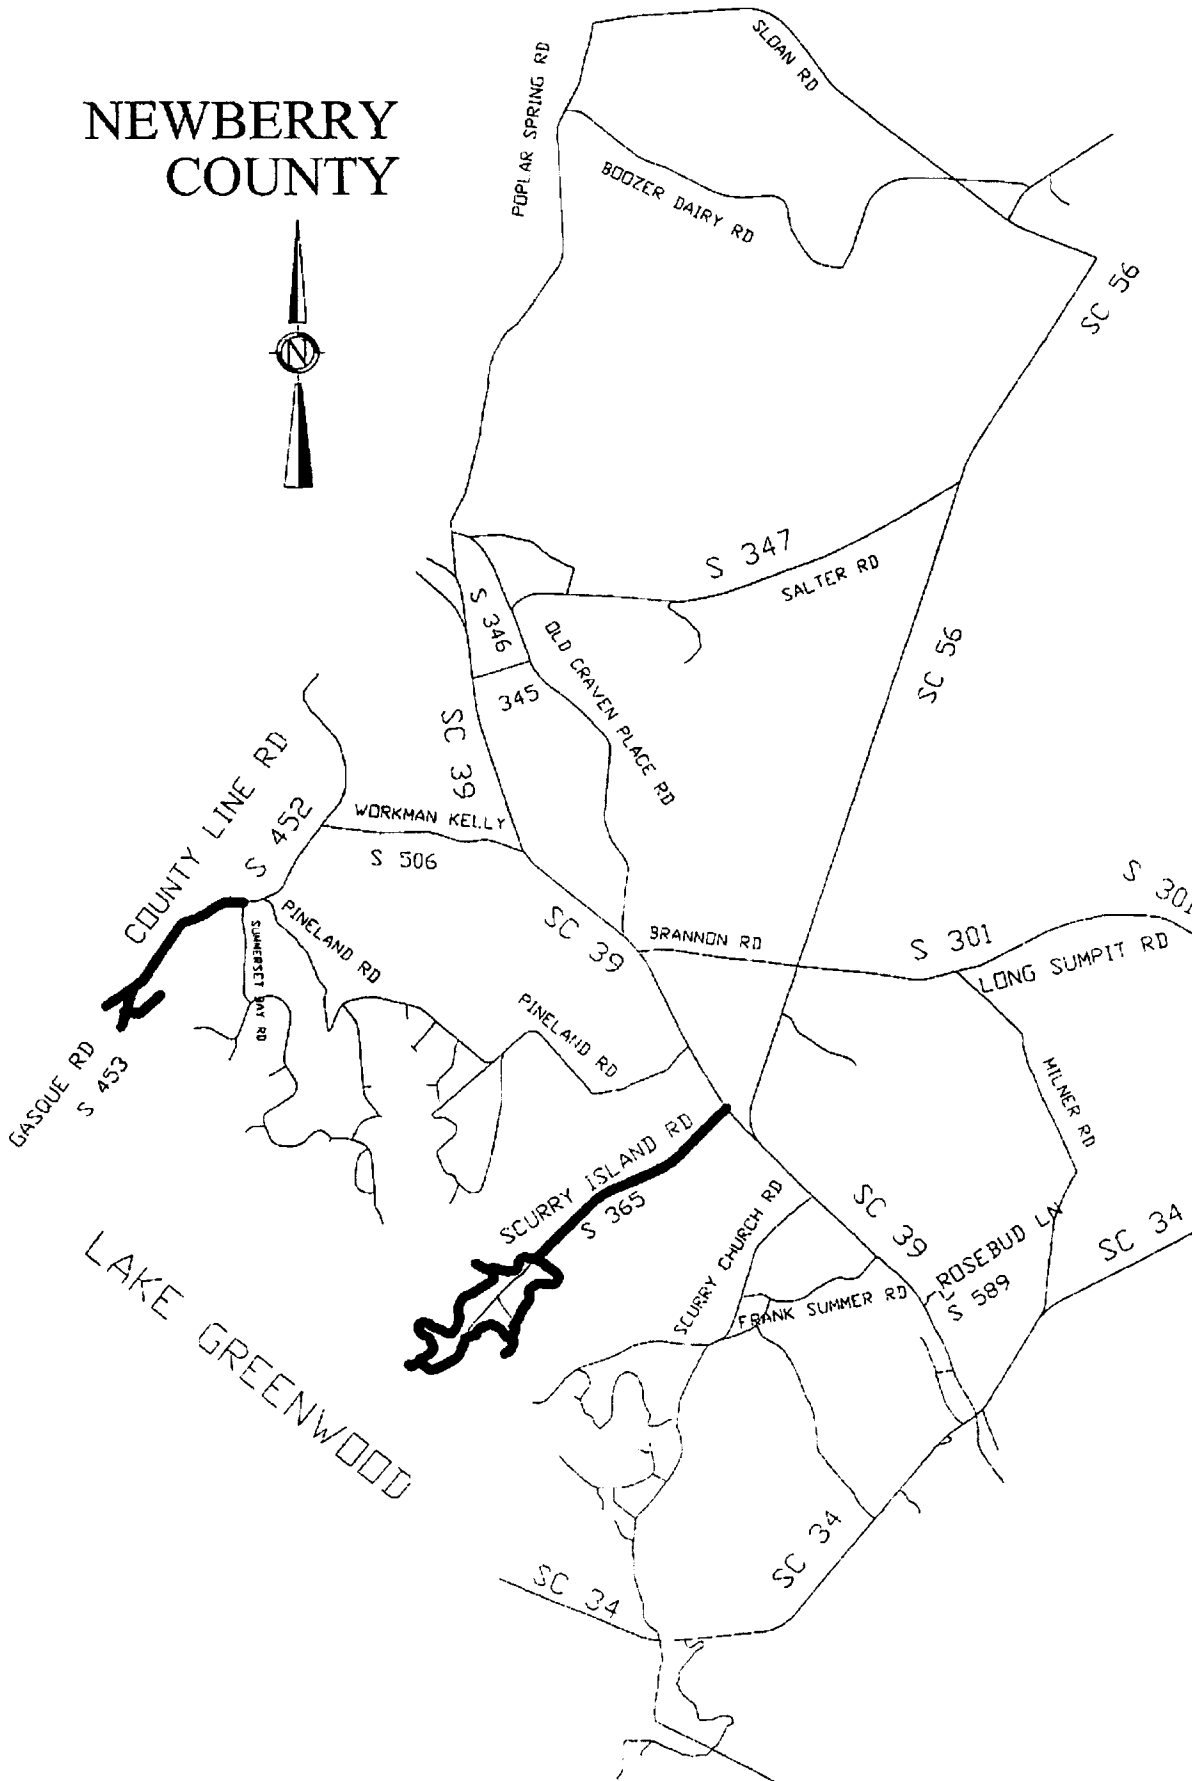 SLOAN RD
POPLAR SPRING RD
NEWBERRY
COUNTY
BOOZER DAIRY RD
SC 56
N
S 347
SALTER RD
S 346
OLD CRAVEN PLACE RD
SC 56
345
SC 39
COUNTY LINE RD
S 452
WORKMAN KELLY
S 506
S 301
S 301
PINELAND RD
SUMMERSET BAY RD
SC 39
BRANNON RD
LONG SUMPIT RD
PINELAND RD
GASQUE RD
S 453
MILNER RD
SCURRY ISLAND RD
S 365
SCURRY CHURCH RD
SC 39
ROSEBUD LN
S 589
SC 34
FRANK SUMMER RD
LAKE GREENWOOD
SC 34
SC 34